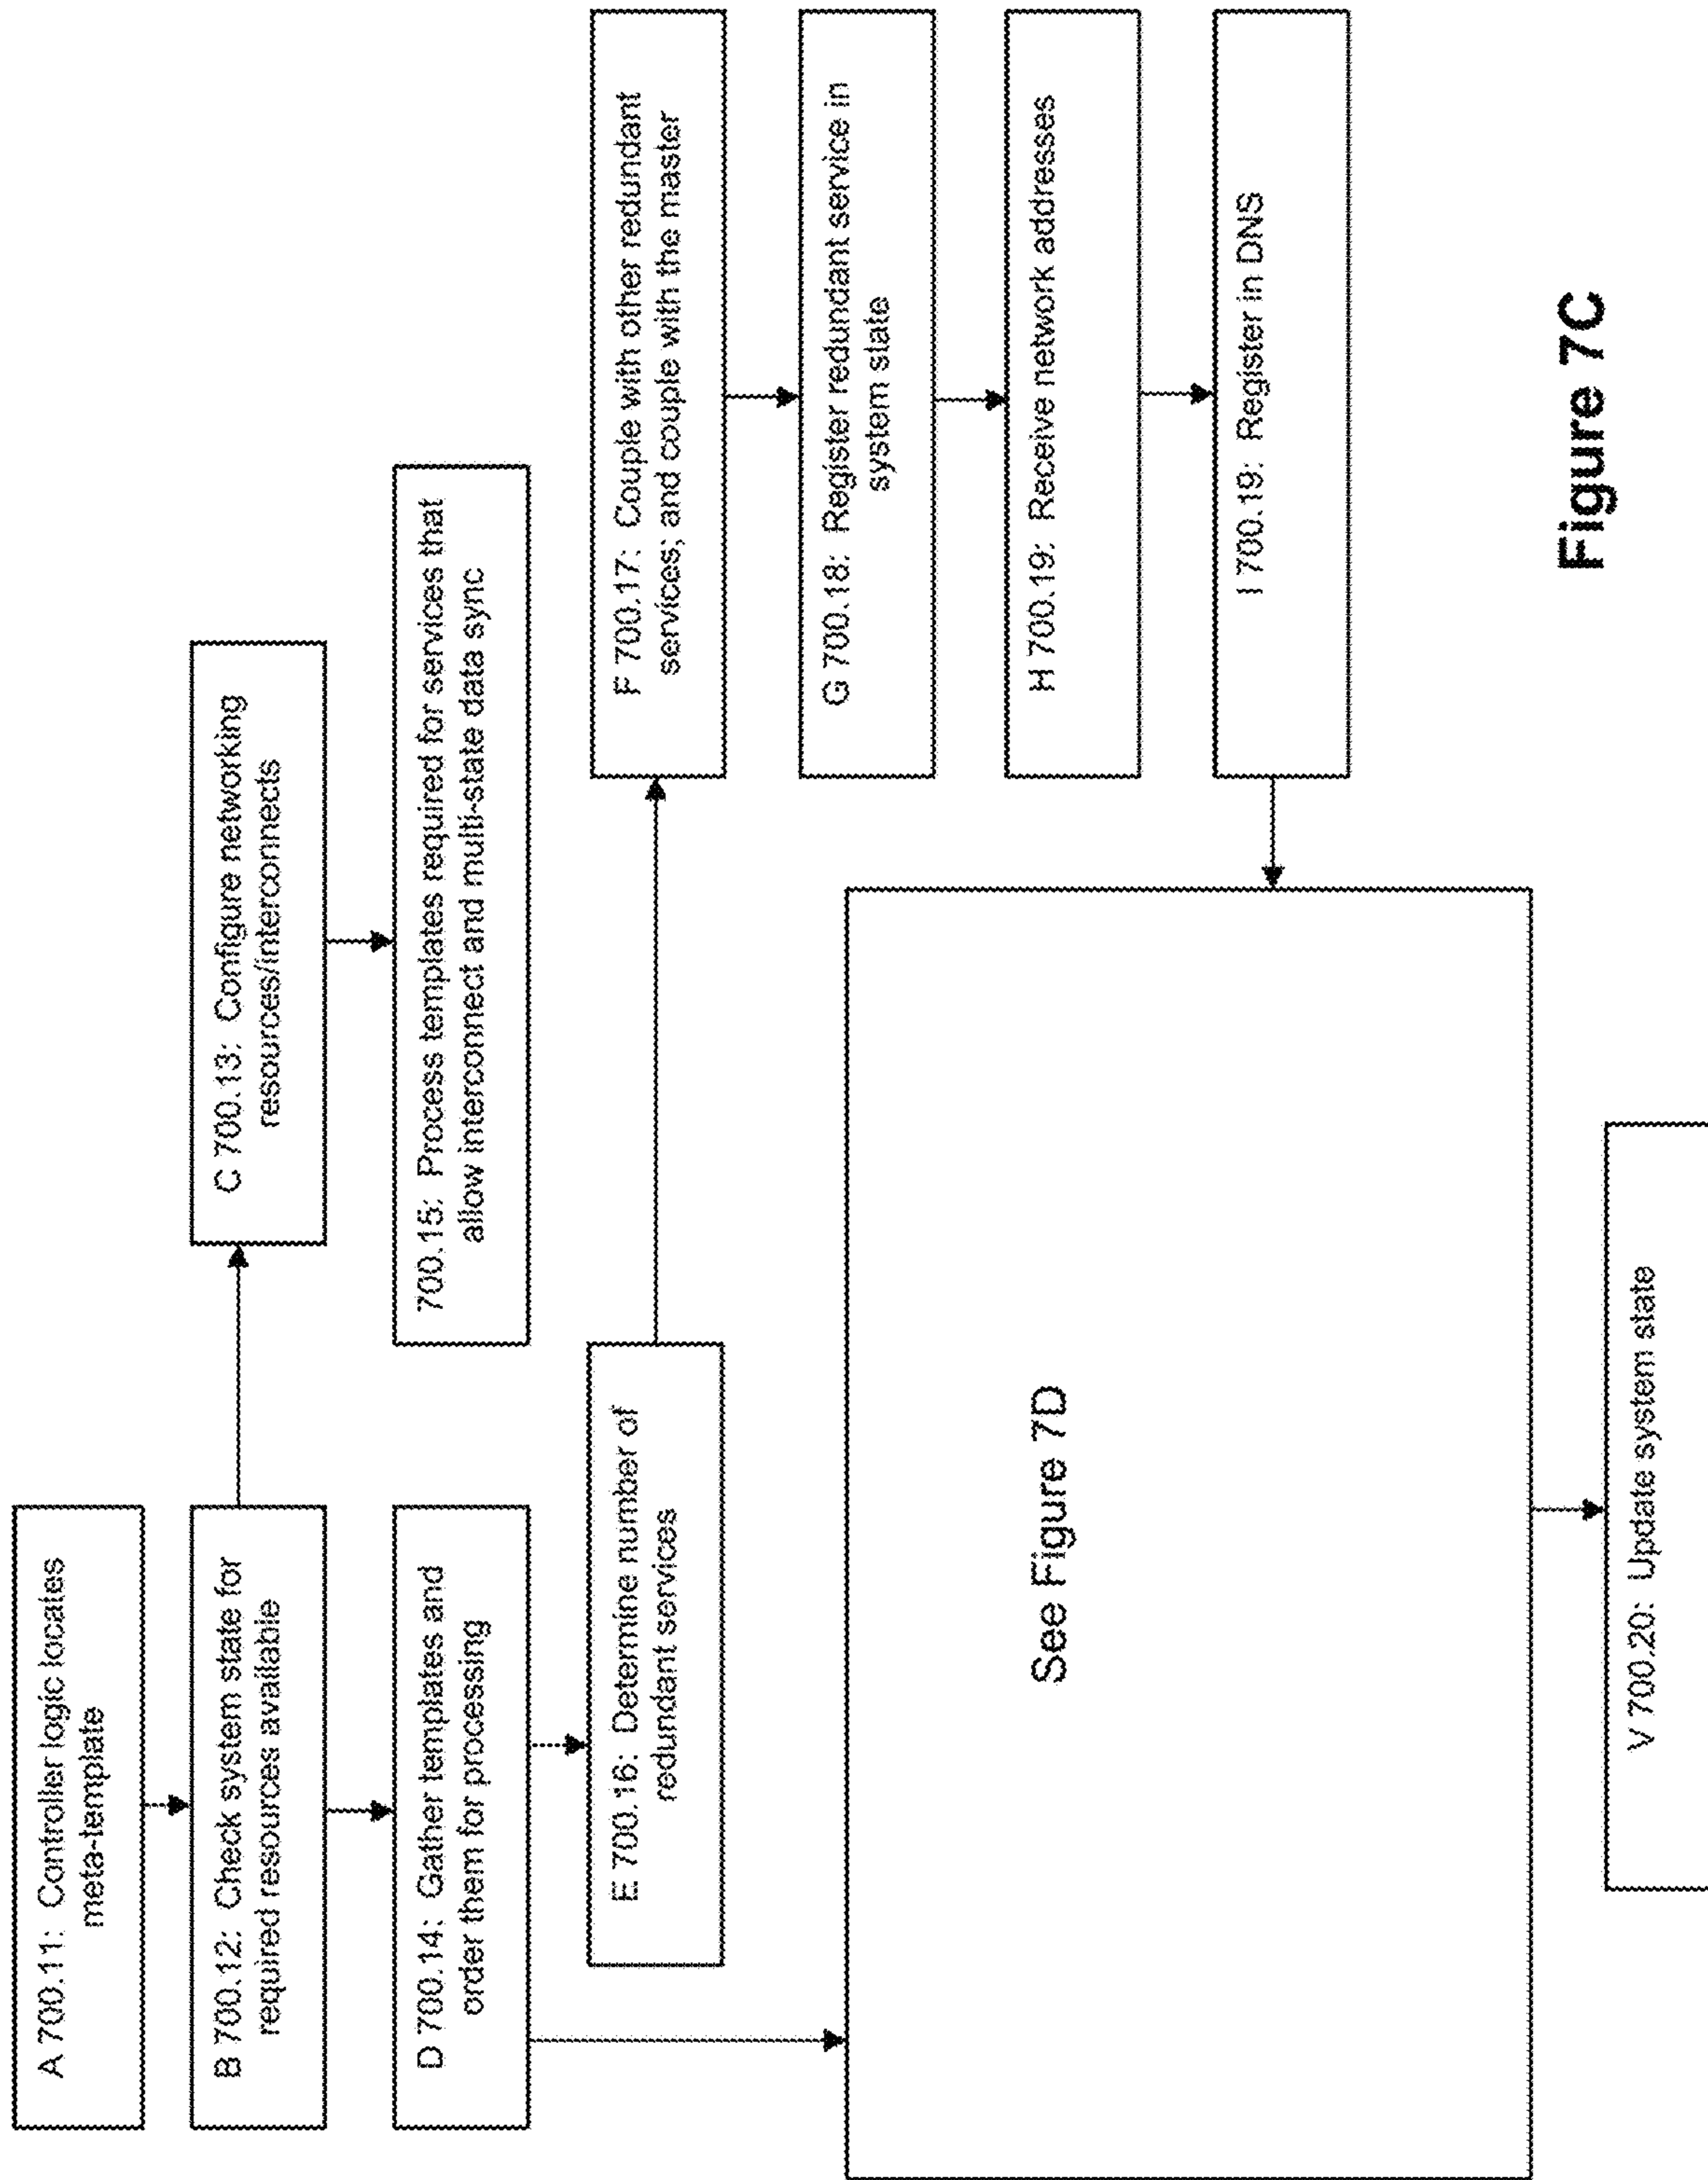 A 700.11: Controller logic locates
meta-template
B 700.12: Check system state for
required resources available
C 700.13: Configure networking
resources/interconnects
D 700.14: Gather templates and
order them for processing
700.15: Process templates required for services that
allow interconnect and multi-state data sync
E 700.16: Determine number of
redundant services
F 700.17: Couple with other redundant
services; and couple with the master
G 700.18: Register redundant service in
system state
H 700.19: Receive network addresses
I 700.19: Register in DNS
See Figure 7D
V 700.20: Update system state
Figure 7C